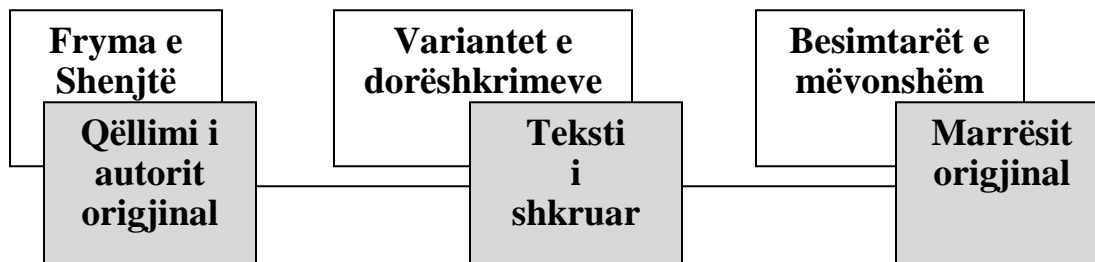 Fryma e
Shenjtë
Qëllimi i
autorit
origjinal
Variantet e
dorëshkrimeve
Teksti
i
shkruar
Besimtarët e
mëvonshëm
Marrësit
origjinal